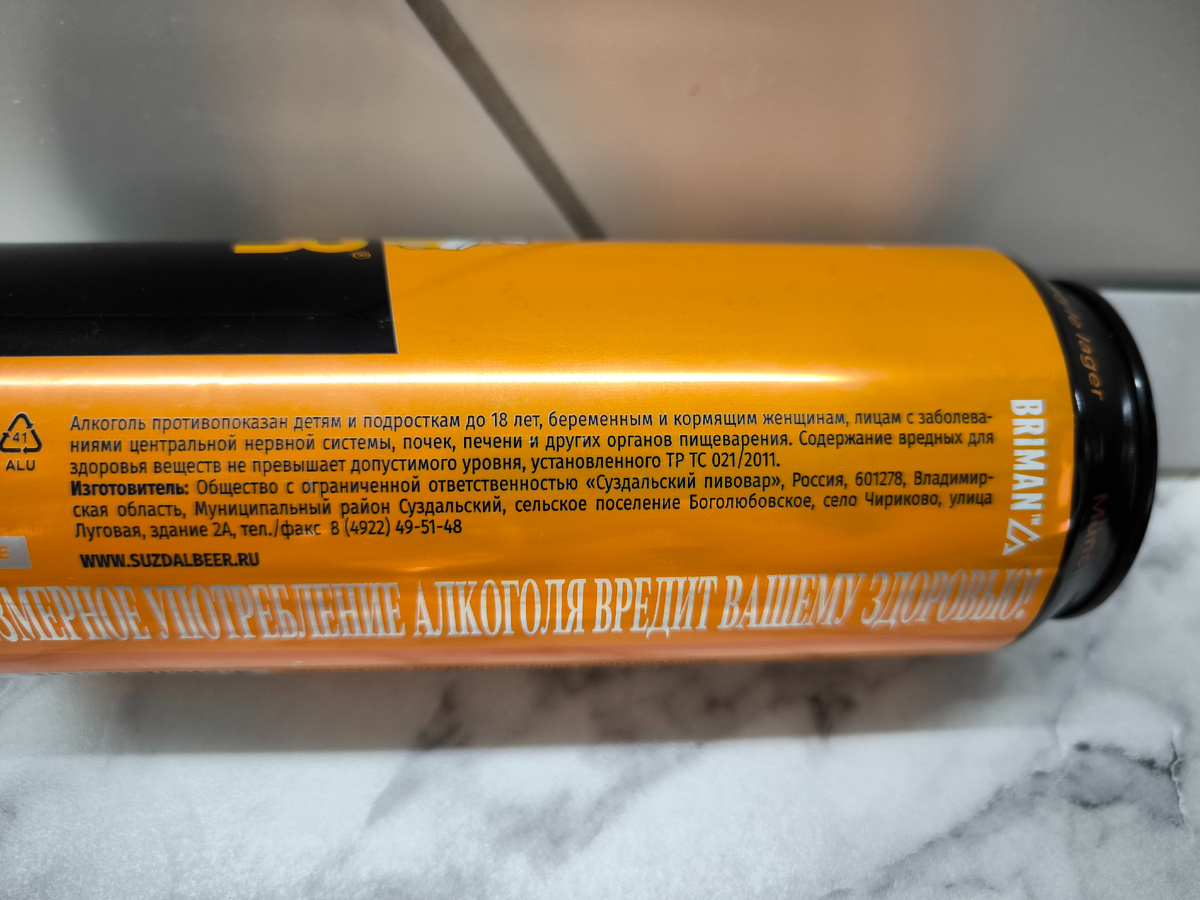 Алкоголь противопоказан детям и подросткам до 18 лет, беременным и кормящим женщинам, лицам с заболева-
ниями центральной нервной системы, почек, печени и других органов пищеварения. Содержание вредных для
здоровья веществ не превышает допустимого уровня, установленного ТР ТС 021/2011.
Изготовитель: Общество с ограниченной ответственностью «Суздальский пивовар», Россия, 601278, Владимир-
ская область, Муниципальный район Суздальский, сельское поселение Боголюбовское, село Чириково, улица
Луговая, здание 2А, тел./факс 8 (4922) 49-51-48
WWW.SUZDALBEER.RU
ЗМЕРНОЕ УПОТРЕБЛЕНИЕ АЛКОГОЛЯ ВРЕДИТ ВАШЕМУ ЗДОРОВЬЮ!
41
ALU
E
BRIMAN™
lager
®